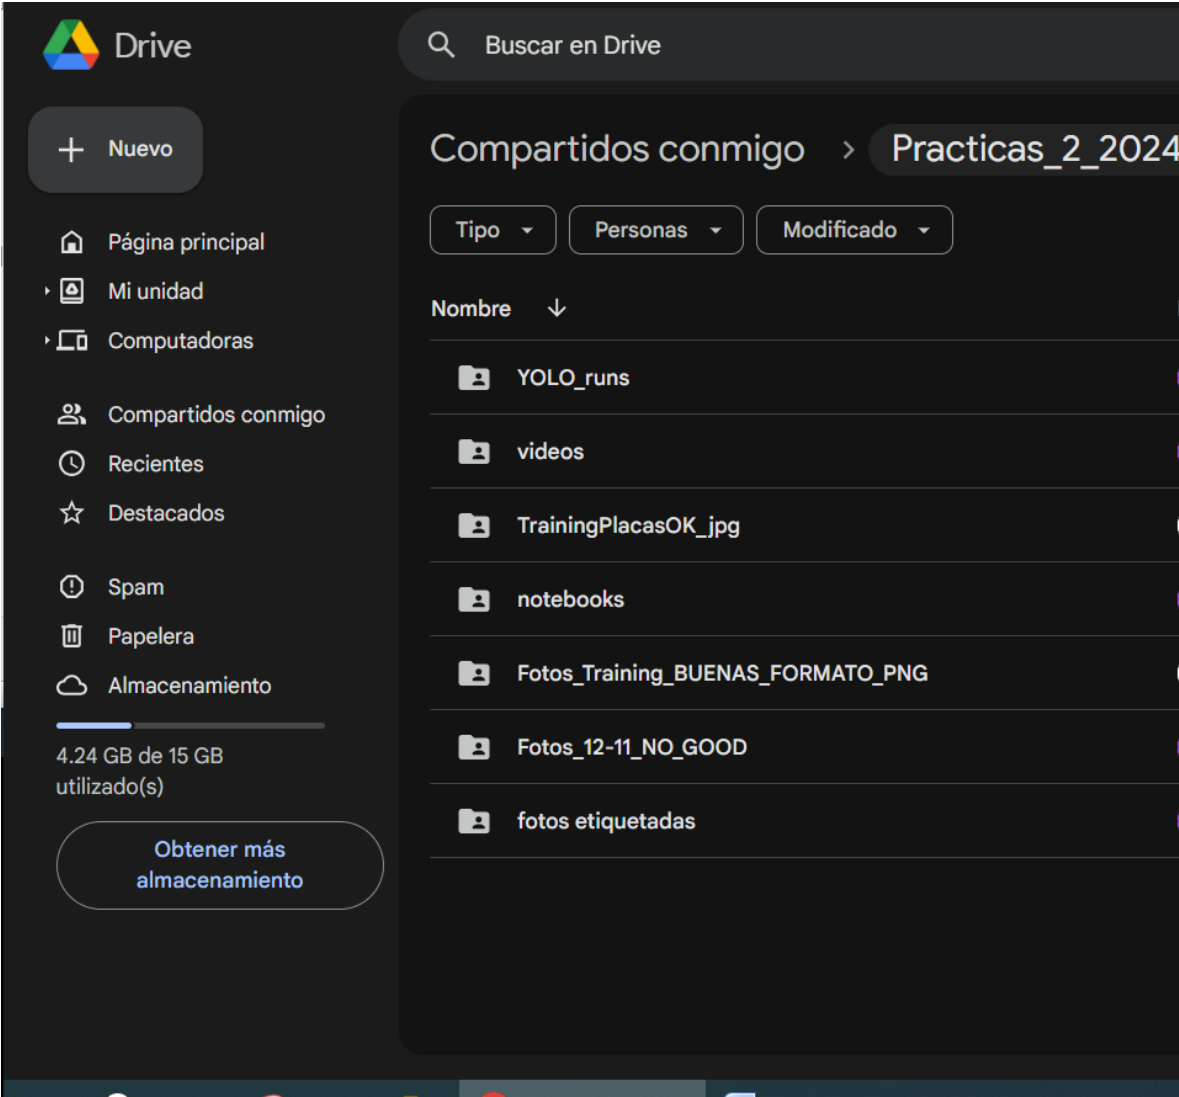 Drive
Buscar en Drive
Nuevo
Página principal
Mi unidad
Computadoras
Compartidos conmigo
Recientes
Destacados
Spam
Papelera
Almacenamiento
4.24 GB de 15 GB
utilizado(s)
Obtener más
almacenamiento
Compartidos conmigo > Practicas_2_2024
Tipo Personas Modificado
Nombre
YOLO_runs
videos
TrainingPlacasOK_jpg
notebooks
Fotos_Training_BUENAS_FORMATO_PNG
Fotos_12-11_NO_GOOD
fotos etiquetadas